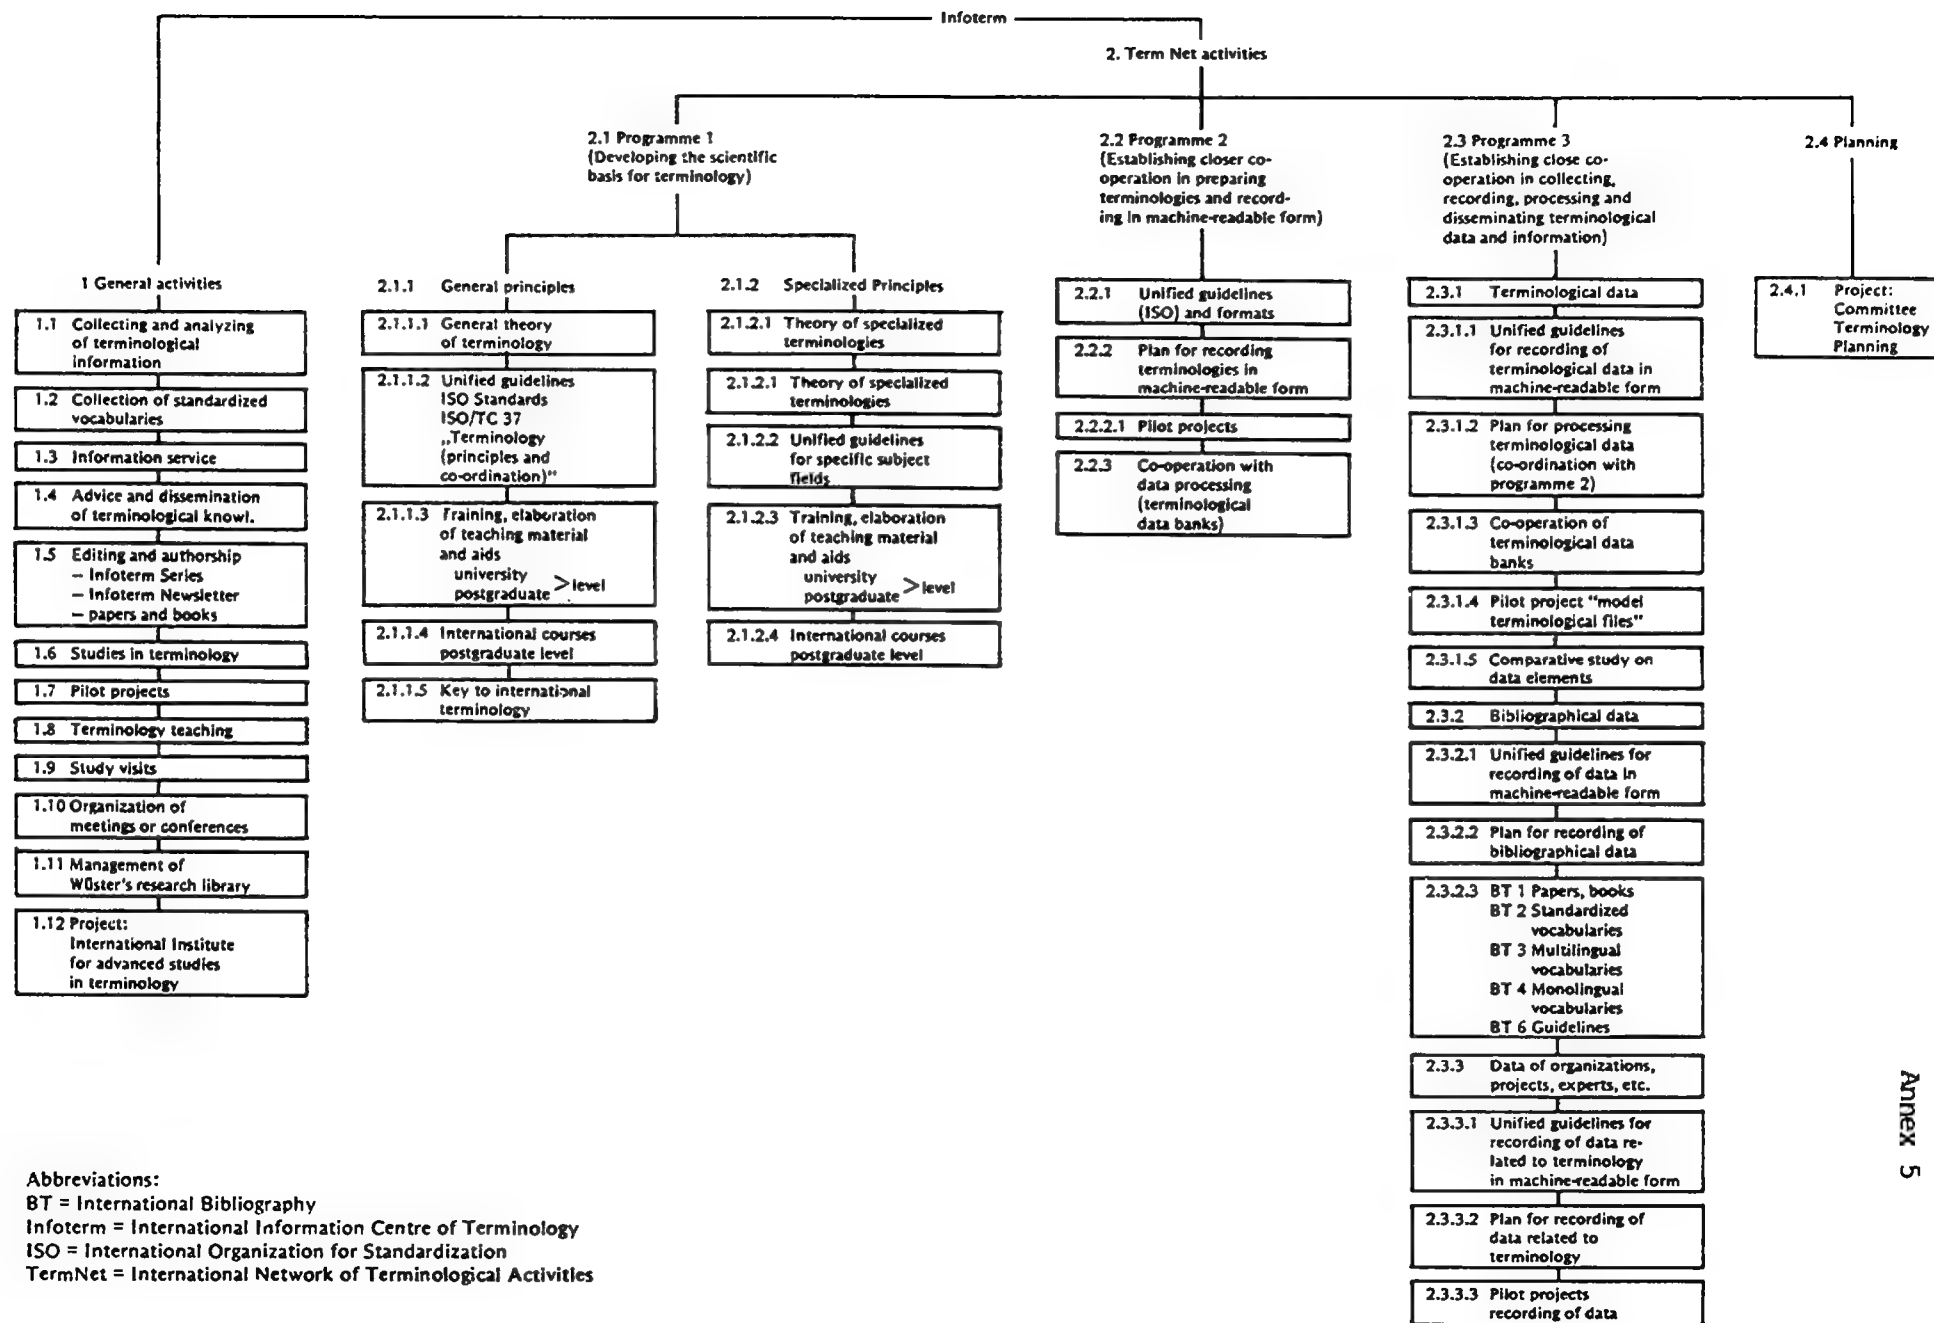 Infoterm
2. Term Net activities
2.1 Programme 1
(Developing the scientific
basis for terminology)
2.2 Programme 2
(Establishing closer co-
operation in preparing
terminologies and record-
ing in machine-readable form)
2.3 Programme 3
(Establishing close co-
operation in collecting,
recording, processing and
disseminating terminological
data and information)
2.4 Planning
1 General activities
1.1 Collecting and analyzing
of terminological
information
1.2 Collection of standardized
vocabularies
1.3 Information service
1.4 Advice and dissemination
of terminological knowl.
1.5 Editing and authorship
– Infoterm Series
– Infoterm Newsletter
– papers and books
1.6 Studies in terminology
1.7 Pilot projects
1.8 Terminology teaching
1.9 Study visits
1.10 Organization of
meetings or conferences
1.11 Management of
Wüster's research library
1.12 Project:
International Institute
for advanced studies
in terminology
2.1.1 General principles
2.1.1.1 General theory
of terminology
2.1.1.2 Unified guidelines
ISO Standards
ISO/TC 37
„Terminology
(principles and
co-ordination)"
2.1.1.3 Training, elaboration
of teaching material
and aids
university
postgraduate > level
2.1.1.4 International courses
postgraduate level
2.1.1.5 Key to international
terminology
2.1.2 Specialized Principles
2.1.2.1 Theory of specialized
terminologies
2.1.2.1 Theory of specialized
terminologies
2.1.2.2 Unified guidelines
for specific subject
fields
2.1.2.3 Training, elaboration
of teaching material
and aids
university
postgraduate > level
2.1.2.4 International courses
postgraduate level
2.2.1 Unified guidelines
(ISO) and formats
2.2.2 Plan for recording
terminologies in
machine-readable form
2.2.2.1 Pilot projects
2.2.3 Co-operation with
data processing
(terminological
data banks)
2.3.1 Terminological data
2.3.1.1 Unified guidelines
for recording of
terminological data in
machine-readable form
2.3.1.2 Plan for processing
terminological data
(co-ordination with
programme 2)
2.3.1.3 Co-operation of
terminological data
banks
2.3.1.4 Pilot project "model
terminological files"
2.3.1.5 Comparative study on
data elements
2.3.2 Bibliographical data
2.3.2.1 Unified guidelines for
recording of data in
machine-readable form
2.3.2.2 Plan for recording of
bibliographical data
2.3.2.3 BT 1 Papers, books
BT 2 Standardized
vocabularies
BT 3 Multilingual
vocabularies
BT 4 Monolingual
vocabularies
BT 6 Guidelines
2.3.3 Data of organizations,
projects, experts, etc.
2.3.3.1 Unified guidelines for
recording of data re-
lated to terminology
in machine-readable form
2.3.3.2 Plan for recording of
data related to
terminology
2.3.3.3 Pilot projects
recording of data
2.4.1 Project:
Committee
Terminology
Planning
Annex 5
Abbreviations:
BT = International Bibliography
Infoterm = International Information Centre of Terminology
ISO = International Organization for Standardization
TermNet = International Network of Terminological Activities